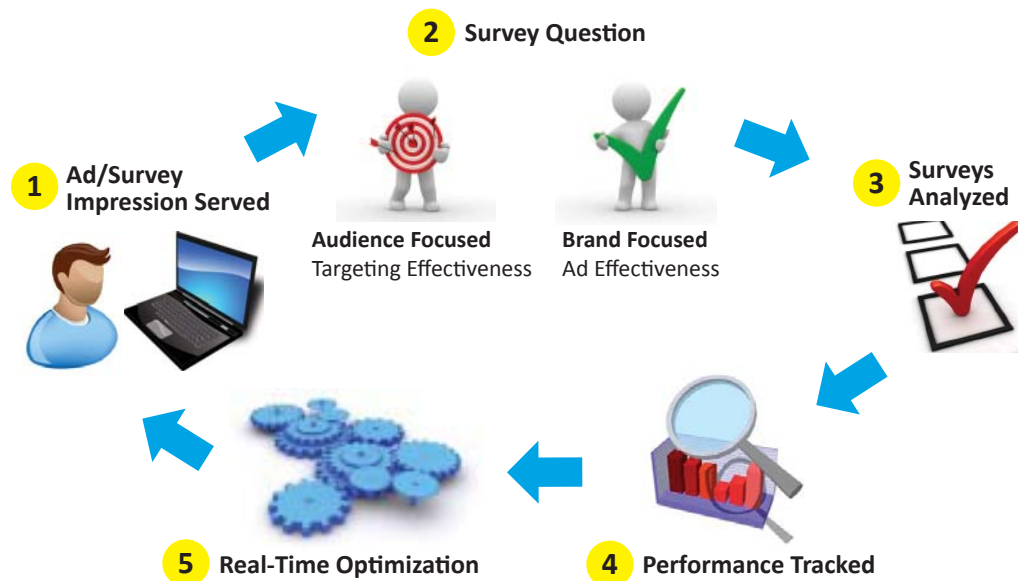 2 Survey Question
1 Ad/Survey
Impression Served
Audience Focused
Targeting Effectiveness
Brand Focused
Ad Effectiveness
3 Surveys
Analyzed
4 Performance Tracked
5 Real-Time Optimization